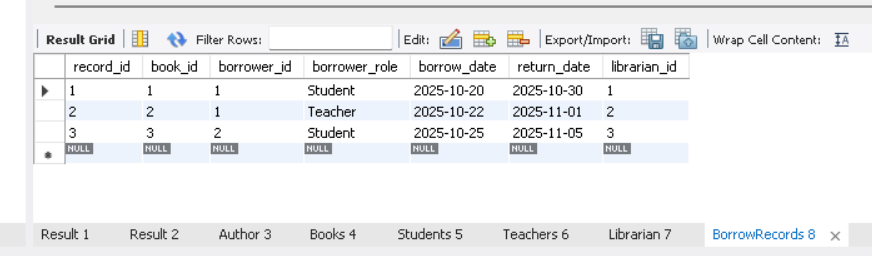 Result Grid Filter Rows: Edit: Export/Import: Wrap Cell Content: IA
record_id book_id borrower_id borrower_role borrow_date return_date librarian_id
1 1 1 Student 2025-10-20 2025-10-30 1
2 2 1 Teacher 2025-10-22 2025-11-01 2
3 3 2 Student 2025-10-25 2025-11-05 3
NULL NULL NULL NULL NULL NULL NULL
Result 1 Result 2 Author 3 Books 4 Students 5 Teachers 6 Librarian 7 BorrowRecords 8